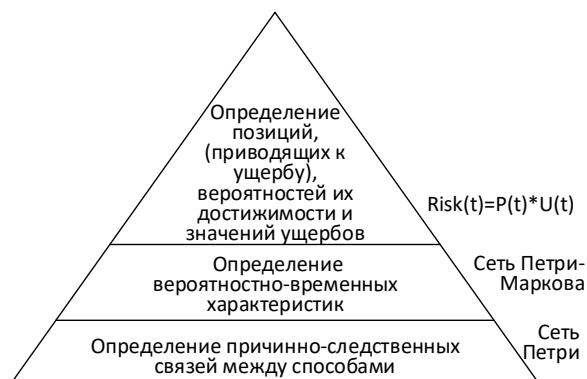 Определение
позиций,
(приводящих к
ущербу),
вероятностей их
достижимости и
значений ущербов
Risk(t)=P(t)*U(t)
Определение
вероятностно-временных
характеристик
Сеть Петри-
Маркова
Определение причинно-следственных
связей между способами
Сеть
Петри